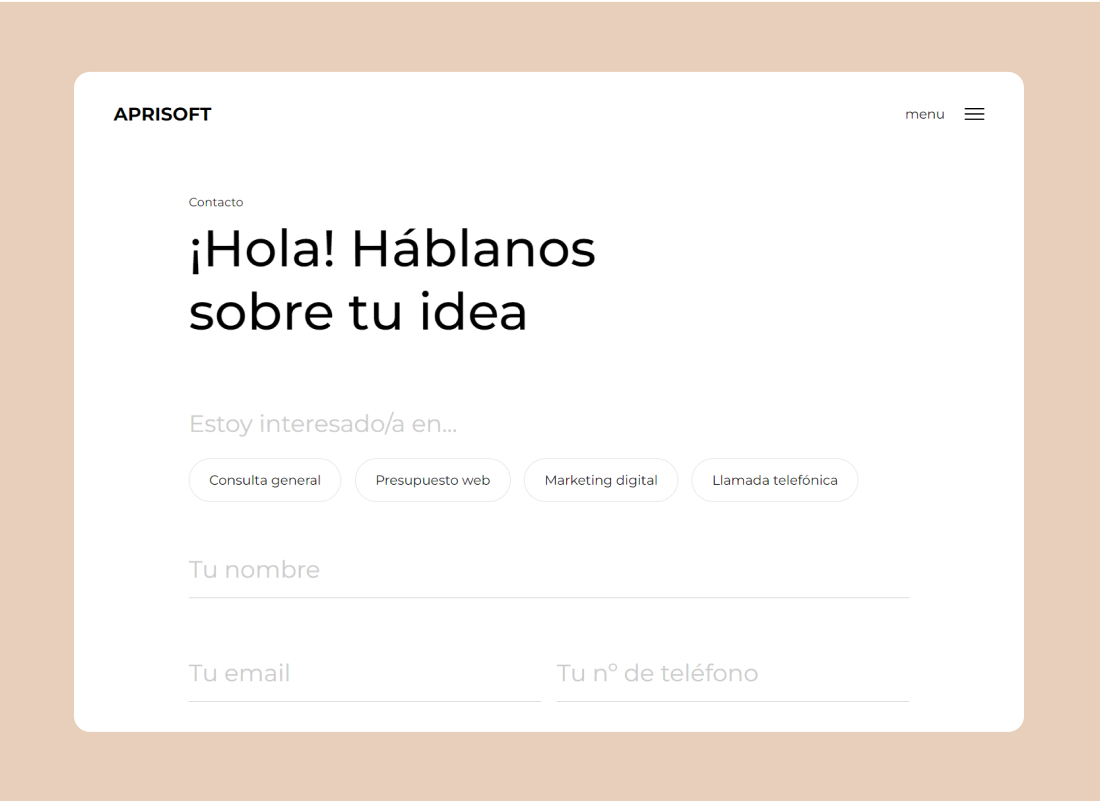 APRISOFT
menu
Contacto
¡Hola! Háblanos
sobre tu idea
Estoy interesado/a en...
Consulta general
Presupuesto web
Marketing digital
Llamada telefónica
Tu nombre
Tu email
Tu nº de teléfono